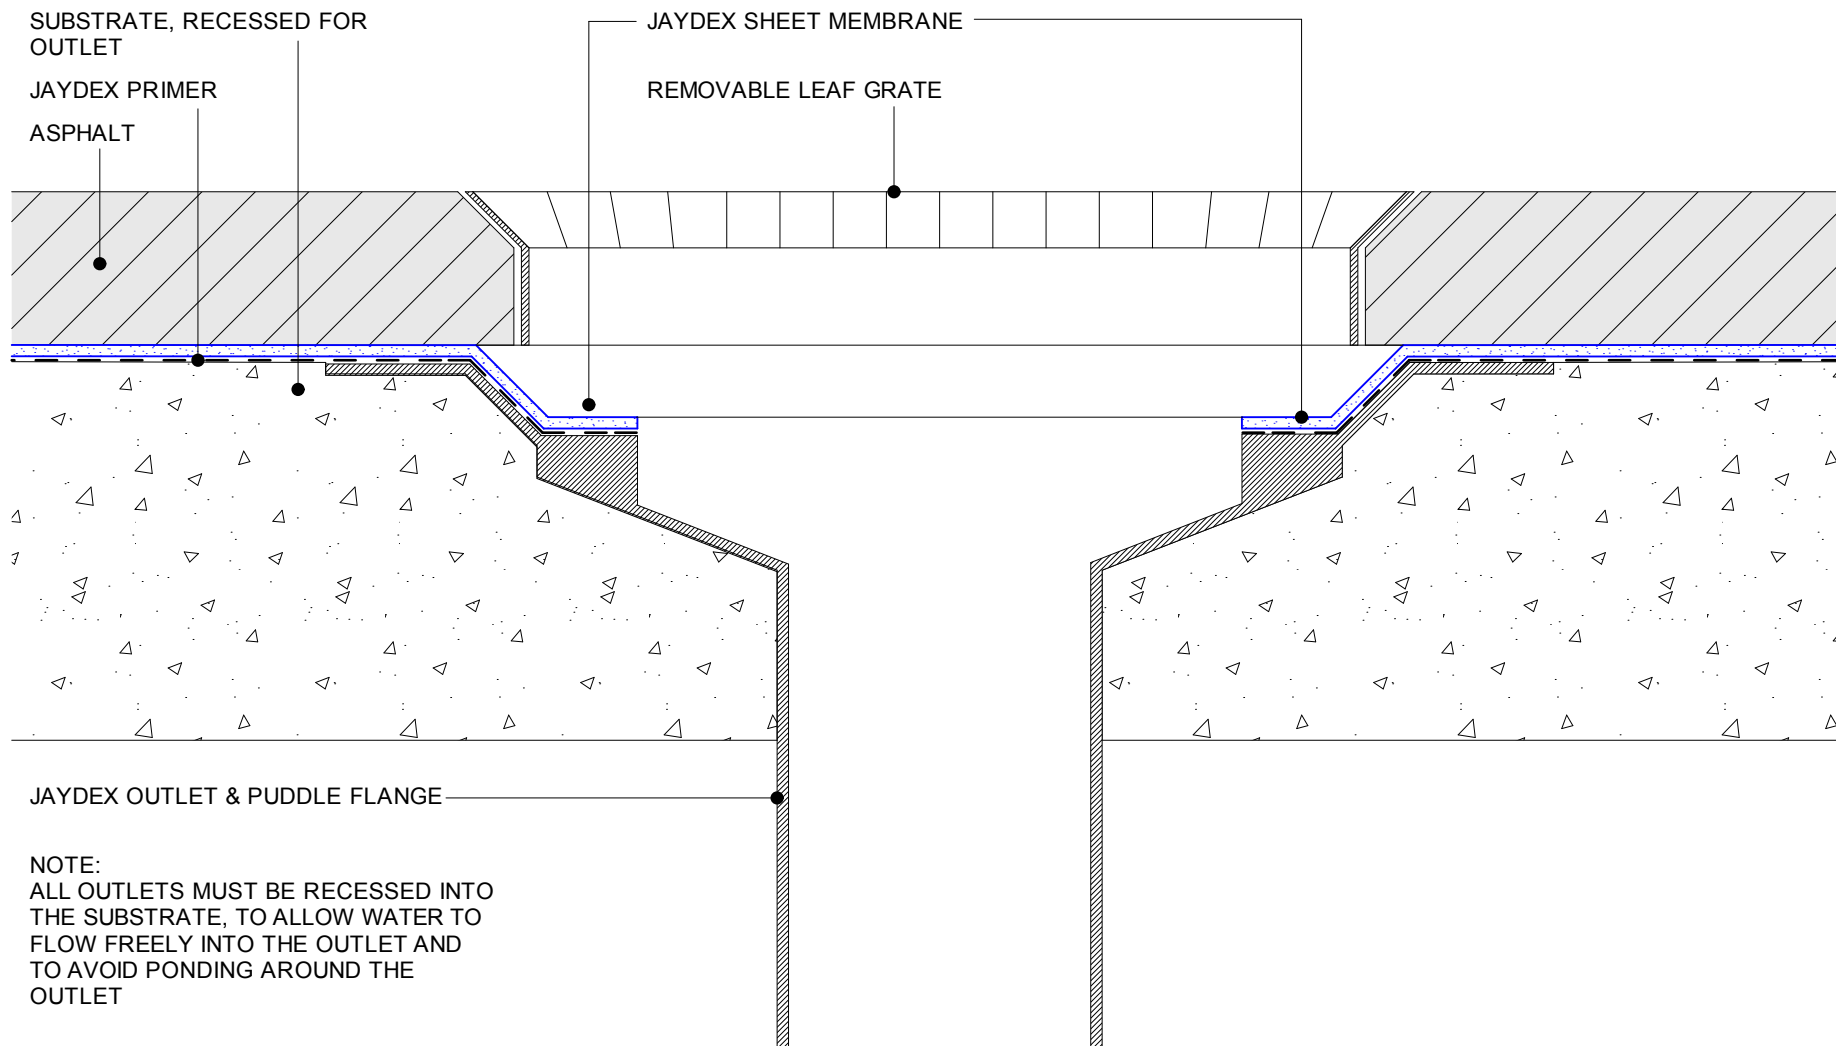 SUBSTRATE, RECESSED FOR
OUTLET
JAYDEX PRIMER
ASPHALT
JAYDEX SHEET MEMBRANE
REMOVABLE LEAF GRATE
JAYDEX OUTLET & PUDDLE FLANGE
NOTE:
ALL OUTLETS MUST BE RECESSED INTO
THE SUBSTRATE, TO ALLOW WATER TO
FLOW FREELY INTO THE OUTLET AND
TO AVOID PONDING AROUND THE
OUTLET